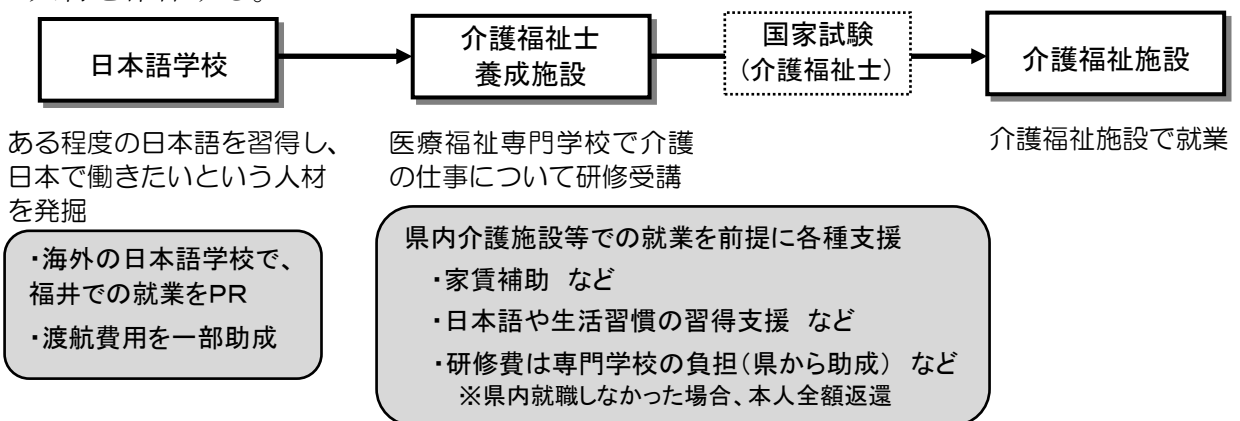 日本語学校
介護福祉士
養成施設
国家試験
(介護福祉士)
介護福祉施設
ある程度の日本語を習得し、
日本で働きたいという人材
を発掘
医療福祉専門学校で介護
の仕事について研修受講
介護福祉施設で就業
・海外の日本語学校で、
福井での就業をPR
・渡航費用を一部助成
県内介護施設等での就業を前提に各種支援
・家賃補助 など
・日本語や生活習慣の習得支援 など
・研修費は専門学校の負担(県から助成) など
※県内就職しなかった場合、本人全額返還